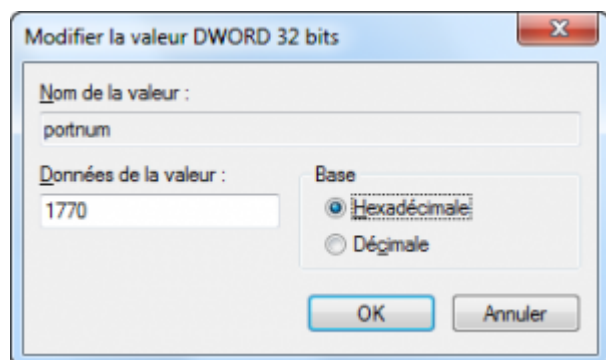 Modifier la valeur DWORD 32 bits
Nom de la valeur :
portnum
Données de la valeur :
1770
Base
Hexadécimale
Décimale
OK
Annuler